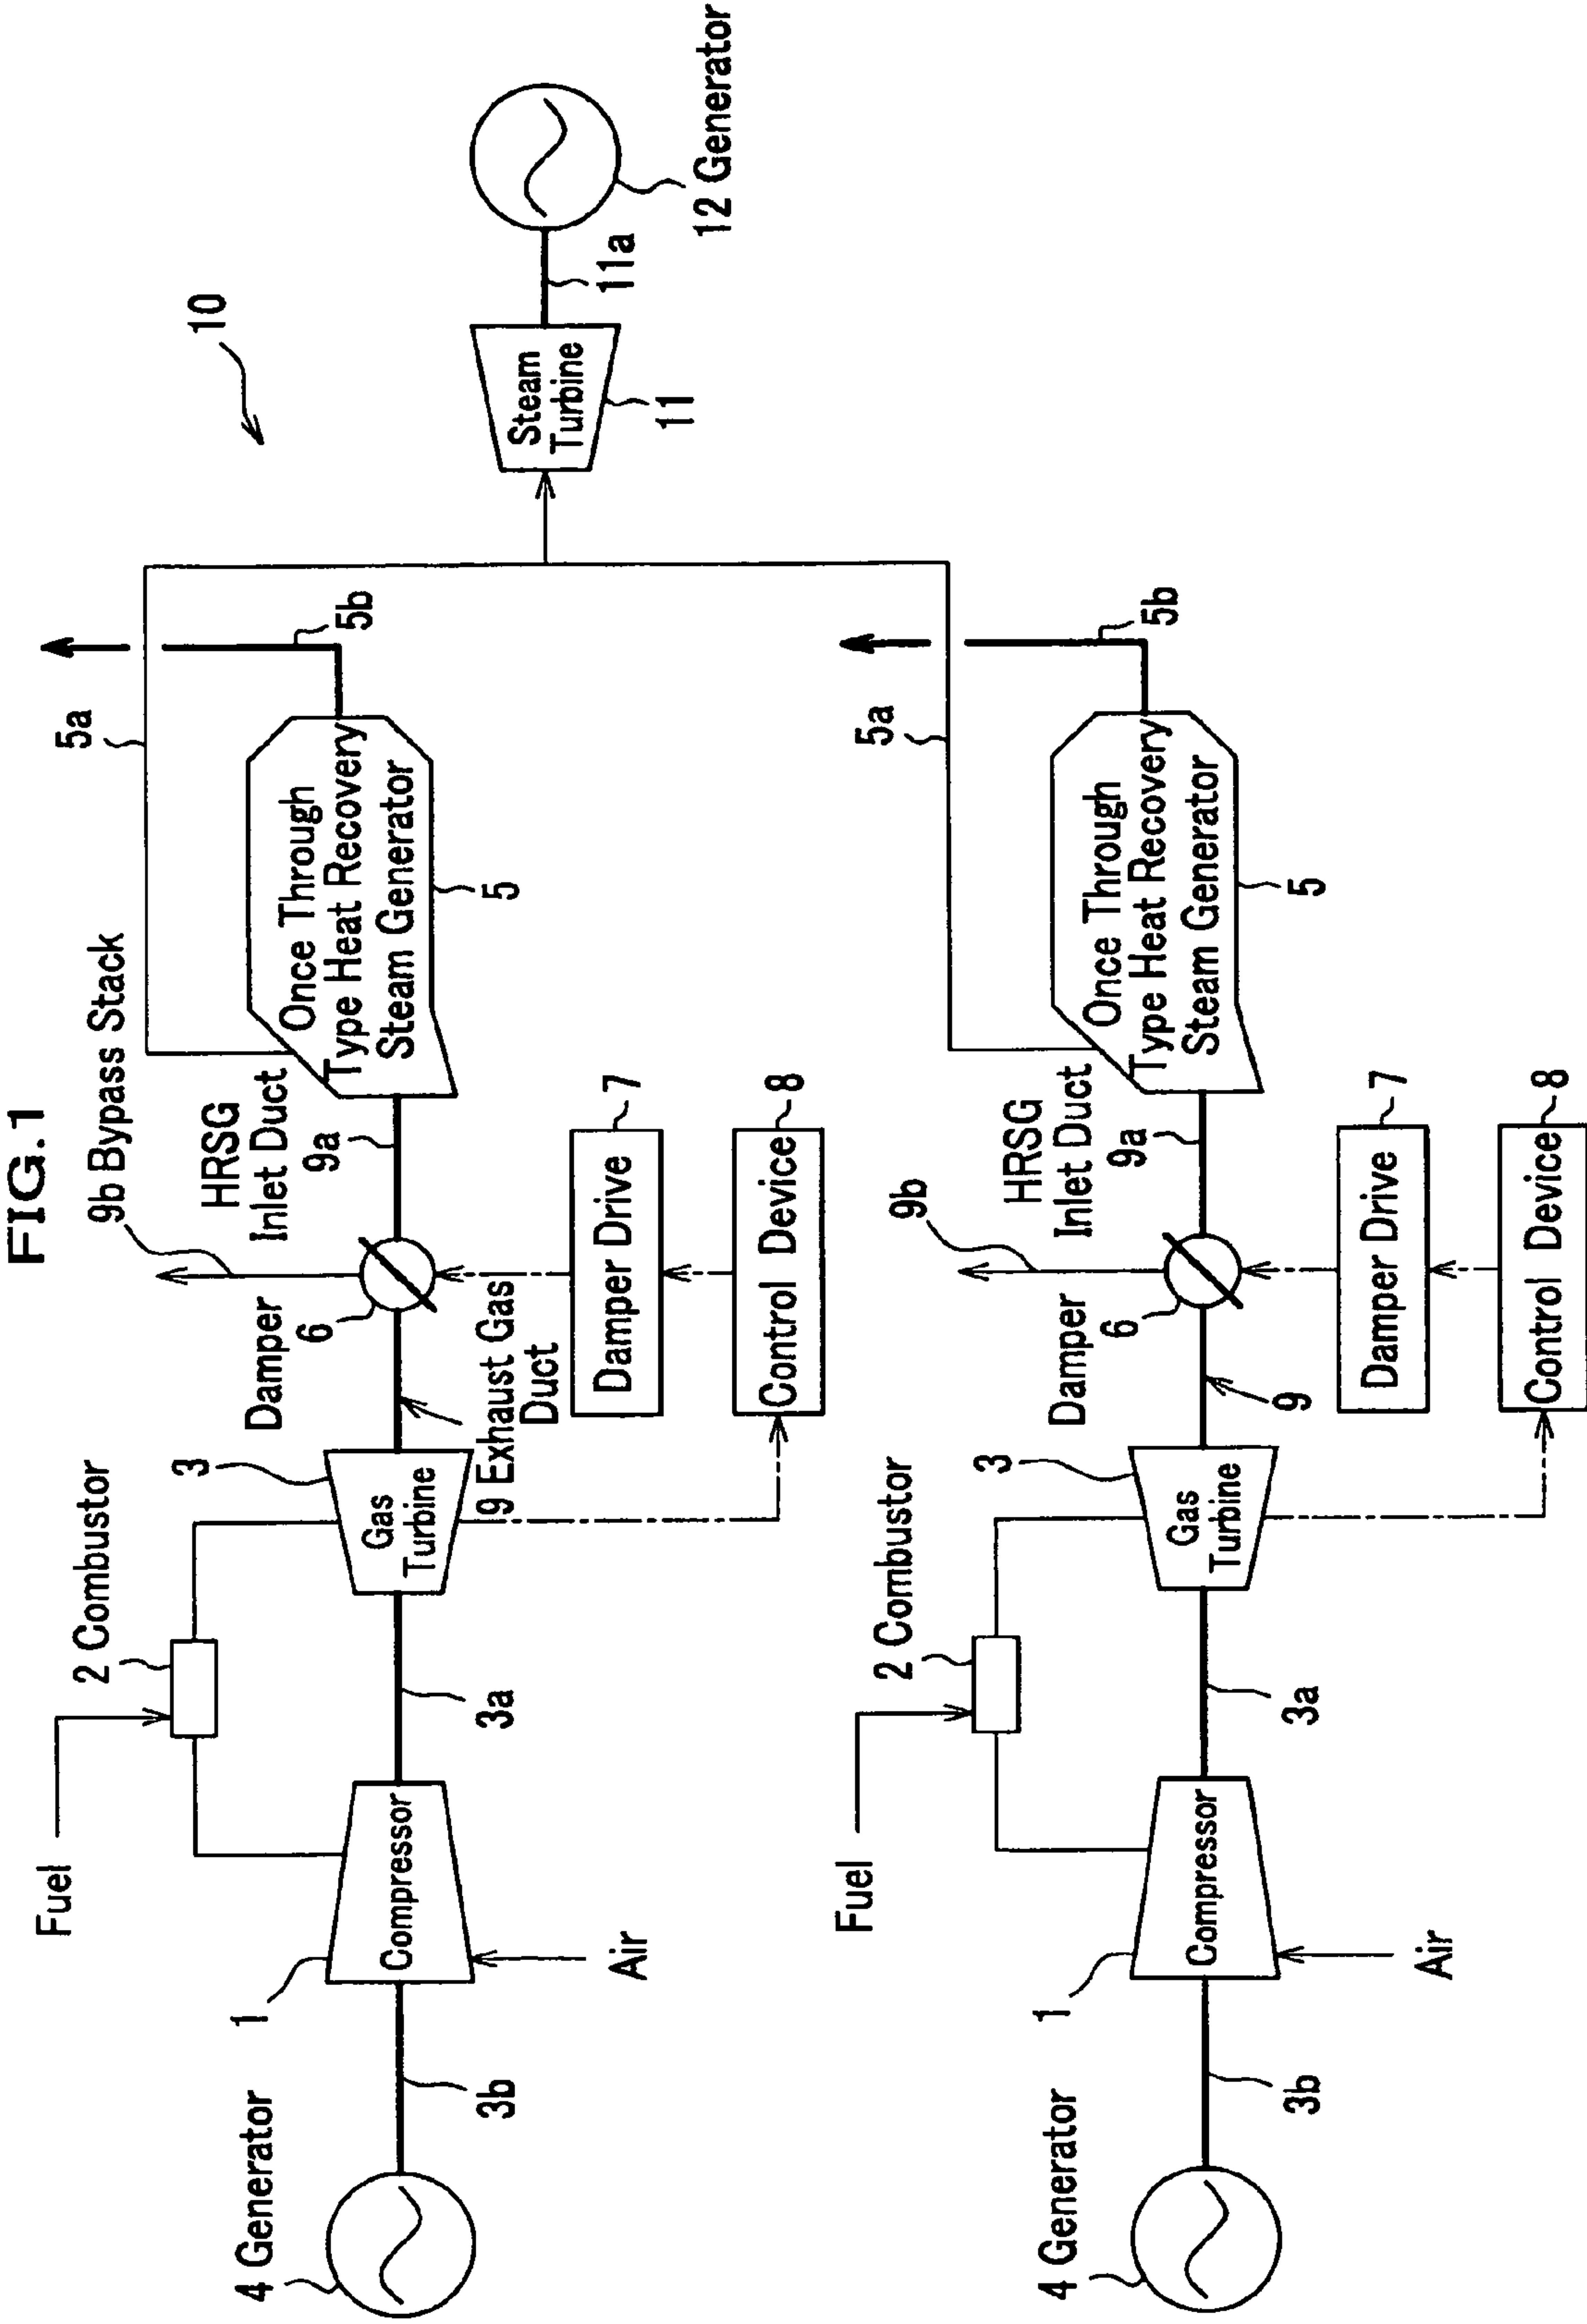 FIG.1
10
Fuel
2 Combustor
9b Bypass Stack
5a
5b
4 Generator
3b
1
Compressor
Air
3a
3
Gas
Turbine
Damper
6
9 Exhaust Gas
Duct
HRSG
Inlet Duct
9a
Once Through
Type Heat Recovery
Steam Generator
5
Damper Drive
7
Control Device
8
Steam
Turbine
11
11a
12 Generator
Fuel
2 Combustor
9b
5a
5b
4 Generator
3b
1
Compressor
Air
3a
3
Gas
Turbine
Damper
6
9
HRSG
Inlet Duct
9a
Once Through
Type Heat Recovery
Steam Generator
5
Damper Drive
7
Control Device
8